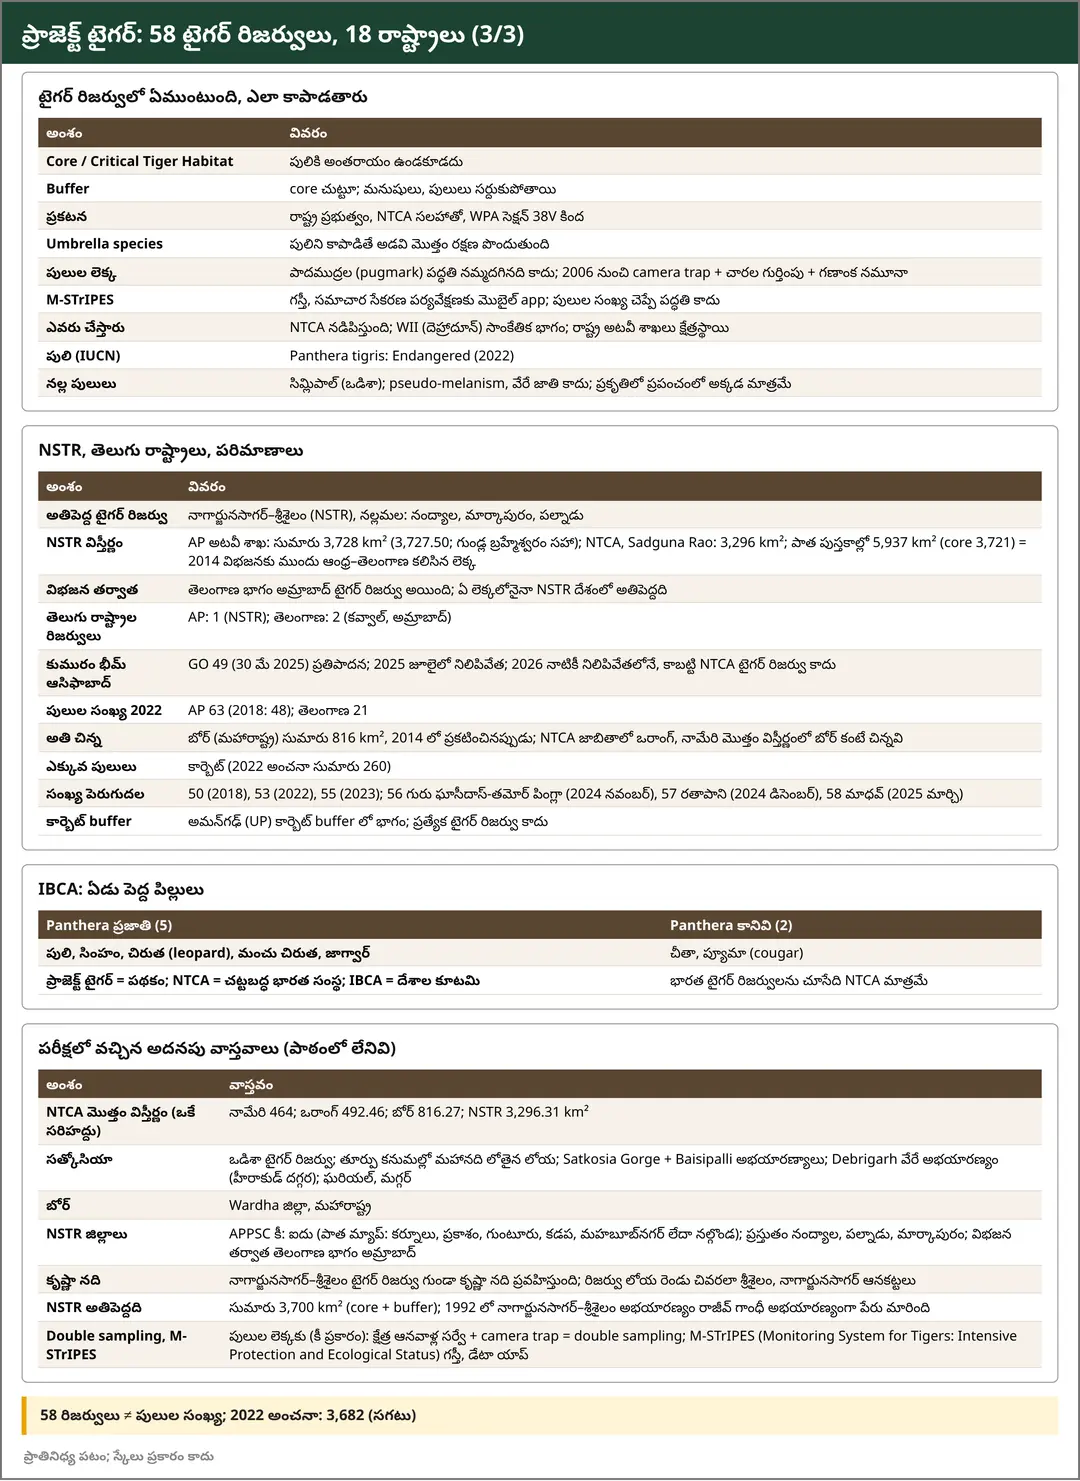 ప్రాజెక్ట్ టైగర్: 58 టైగర్ రిజర్వులు, 18 రాష్ట్రాలు (3/3)
టైగర్ రిజర్వులో ఏముంటుంది, ఎలా కాపాడతారు
అంశం వివరం
Core / Critical Tiger Habitat పులికి అంతరాయం ఉండకూడదు
Buffer core చుట్టూ; మనుషులు, పులులు సర్దుకుపోతాయి
ప్రకటన రాష్ట్ర ప్రభుత్వం, NTCA సలహాతో, WPA సెక్షన్ 38V కింద
Umbrella species పులిని కాపాడితే అడవి మొత్తం రక్షణ పొందుతుంది
పులుల లెక్క పాదముద్రల (pugmark) పద్ధతి నమ్మదగినది కాదు; 2006 నుంచి camera trap + చారల గుర్తింపు + గణాంక నమూనా
M-STrIPES గస్తీ, సమాచార సేకరణ పర్యవేక్షణకు మొబైల్ app; పులుల సంఖ్య చెప్పే పద్ధతి కాదు
ఎవరు చేస్తారు NTCA నడిపిస్తుంది; WII (దెహ్రాదూన్) సాంకేతిక భాగం; రాష్ట్ర అటవీ శాఖలు క్షేత్రస్థాయి
పులి (IUCN) Panthera tigris: Endangered (2022)
నల్ల పులులు సిమ్లిపాల్ (ఒడిశా); pseudo-melanism, వేరే జాతి కాదు; ప్రకృతిలో ప్రపంచంలో అక్కడ మాత్రమే
NSTR, తెలుగు రాష్ట్రాలు, పరిమాణాలు
అంశం వివరం
అతిపెద్ద టైగర్ రిజర్వు నాగార్జునసాగర్–శ్రీశైలం (NSTR), నల్లమల: నంద్యాల, మార్కాపురం, పల్నాడు
NSTR విస్తీర్ణం AP అటవీ శాఖ: సుమారు 3,728 km² (3,727.50; గుండ్ల బ్రహ్మేశ్వరం సహా); NTCA, Sadguna Rao: 3,296 km²; పాత పుస్తకాల్లో 5,937 km² (core 3,721) =
2014 విభజనకు ముందు ఆంధ్ర–తెలంగాణ కలిసిన లెక్క
విభజన తర్వాత తెలంగాణ భాగం అమ్రాబాద్ టైగర్ రిజర్వు అయింది; ఏ లెక్కలోనైనా NSTR దేశంలో అతిపెద్దది
తెలుగు రాష్ట్రాల AP: 1 (NSTR); తెలంగాణ: 2 (కవ్వాల్, అమ్రాబాద్)
రిజర్వులు
కుమురం భీమ్ GO 49 (30 మే 2025) ప్రతిపాదన; 2025 జూలైలో నిలిపివేత; 2026 నాటికీ నిలిపివేతలోనే, కాబట్టి NTCA టైగర్ రిజర్వు కాదు
ఆసిఫాబాద్
పులుల సంఖ్య 2022 AP 63 (2018: 48); తెలంగాణ 21
అతి చిన్న బోర్ (మహారాష్ట్ర) సుమారు 816 km², 2014 లో ప్రకటించినప్పుడు; NTCA జాబితాలో ఒరాంగ్, నామేరి మొత్తం విస్తీర్ణంలో బోర్ కంటే చిన్నవి
ఎక్కువ పులులు కార్బెట్ (2022 అంచనా సుమారు 260)
సంఖ్య పెరుగుదల 50 (2018), 53 (2022), 55 (2023); 56 గురు ఘాసీదాస్-తమోర్ పింగ్లా (2024 నవంబర్), 57 రతాపాని (2024 డిసెంబర్), 58 మాధవ్ (2025 మార్చి)
కార్బెట్ buffer అమన్‌గఢ్ (UP) కార్బెట్ buffer లో భాగం; ప్రత్యేక టైగర్ రిజర్వు కాదు
IBCA: ఏడు పెద్ద పిల్లులు
Panthera ప్రజాతి (5) Panthera కానివి (2)
పులి, సింహం, చిరుత (leopard), మంచు చిరుత, జాగ్వార్ చీతా, ప్యూమా (cougar)
ప్రాజెక్ట్ టైగర్ = పథకం; NTCA = చట్టబద్ధ భారత సంస్థ; IBCA = దేశాల కూటమి భారత టైగర్ రిజర్వులను చూసేది NTCA మాత్రమే
పరీక్షలో వచ్చిన అదనపు వాస్తవాలు (పాఠంలో లేనివి)
అంశం వాస్తవం
NTCA మొత్తం విస్తీర్ణం (ఒకే నామేరి 464; ఒరాంగ్ 492.46; బోర్ 816.27; NSTR 3,296.31 km²
సరిహద్దు)
సత్కోసియా ఒడిశా టైగర్ రిజర్వు; తూర్పు కనుమల్లో మహానది లోతైన లోయ; Satkosia Gorge + Baisipalli అభయారణ్యాలు; Debrigarh వేరే అభయారణ్యం
(హీరాకుడ్ దగ్గర); ఘరియల్, మగ్గర్
బోర్ Wardha జిల్లా, మహారాష్ట్ర
NSTR జిల్లాలు APPSC కీ: ఐదు (పాత మ్యాప్: కర్నూలు, ప్రకాశం, గుంటూరు, కడప, మహబూబ్‌నగర్ లేదా నల్గొండ); ప్రస్తుతం నంద్యాల, పల్నాడు, మార్కాపురం; విభజన
తర్వాత తెలంగాణ భాగం అమ్రాబాద్
కృష్ణా నది నాగార్జునసాగర్–శ్రీశైలం టైగర్ రిజర్వు గుండా కృష్ణా నది ప్రవహిస్తుంది; రిజర్వు లోయ రెండు చివరలా శ్రీశైలం, నాగార్జునసాగర్ ఆనకట్టలు
NSTR అతిపెద్దది సుమారు 3,700 km² (core + buffer); 1992 లో నాగార్జునసాగర్–శ్రీశైలం అభయారణ్యం రాజీవ్ గాంధీ అభయారణ్యంగా పేరు మారింది
Double sampling, M- పులుల లెక్కకు (కీ ప్రకారం): క్షేత్ర ఆనవాళ్ల సర్వే + camera trap = double sampling; M-STrIPES (Monitoring System for Tigers: Intensive
STrIPES Protection and Ecological Status) గస్తీ, డేటా యాప్
58 రిజర్వులు ≠ పులుల సంఖ్య; 2022 అంచనా: 3,682 (సగటు)
ప్రాతినిధ్య పటం; స్కేలు ప్రకారం కాదు